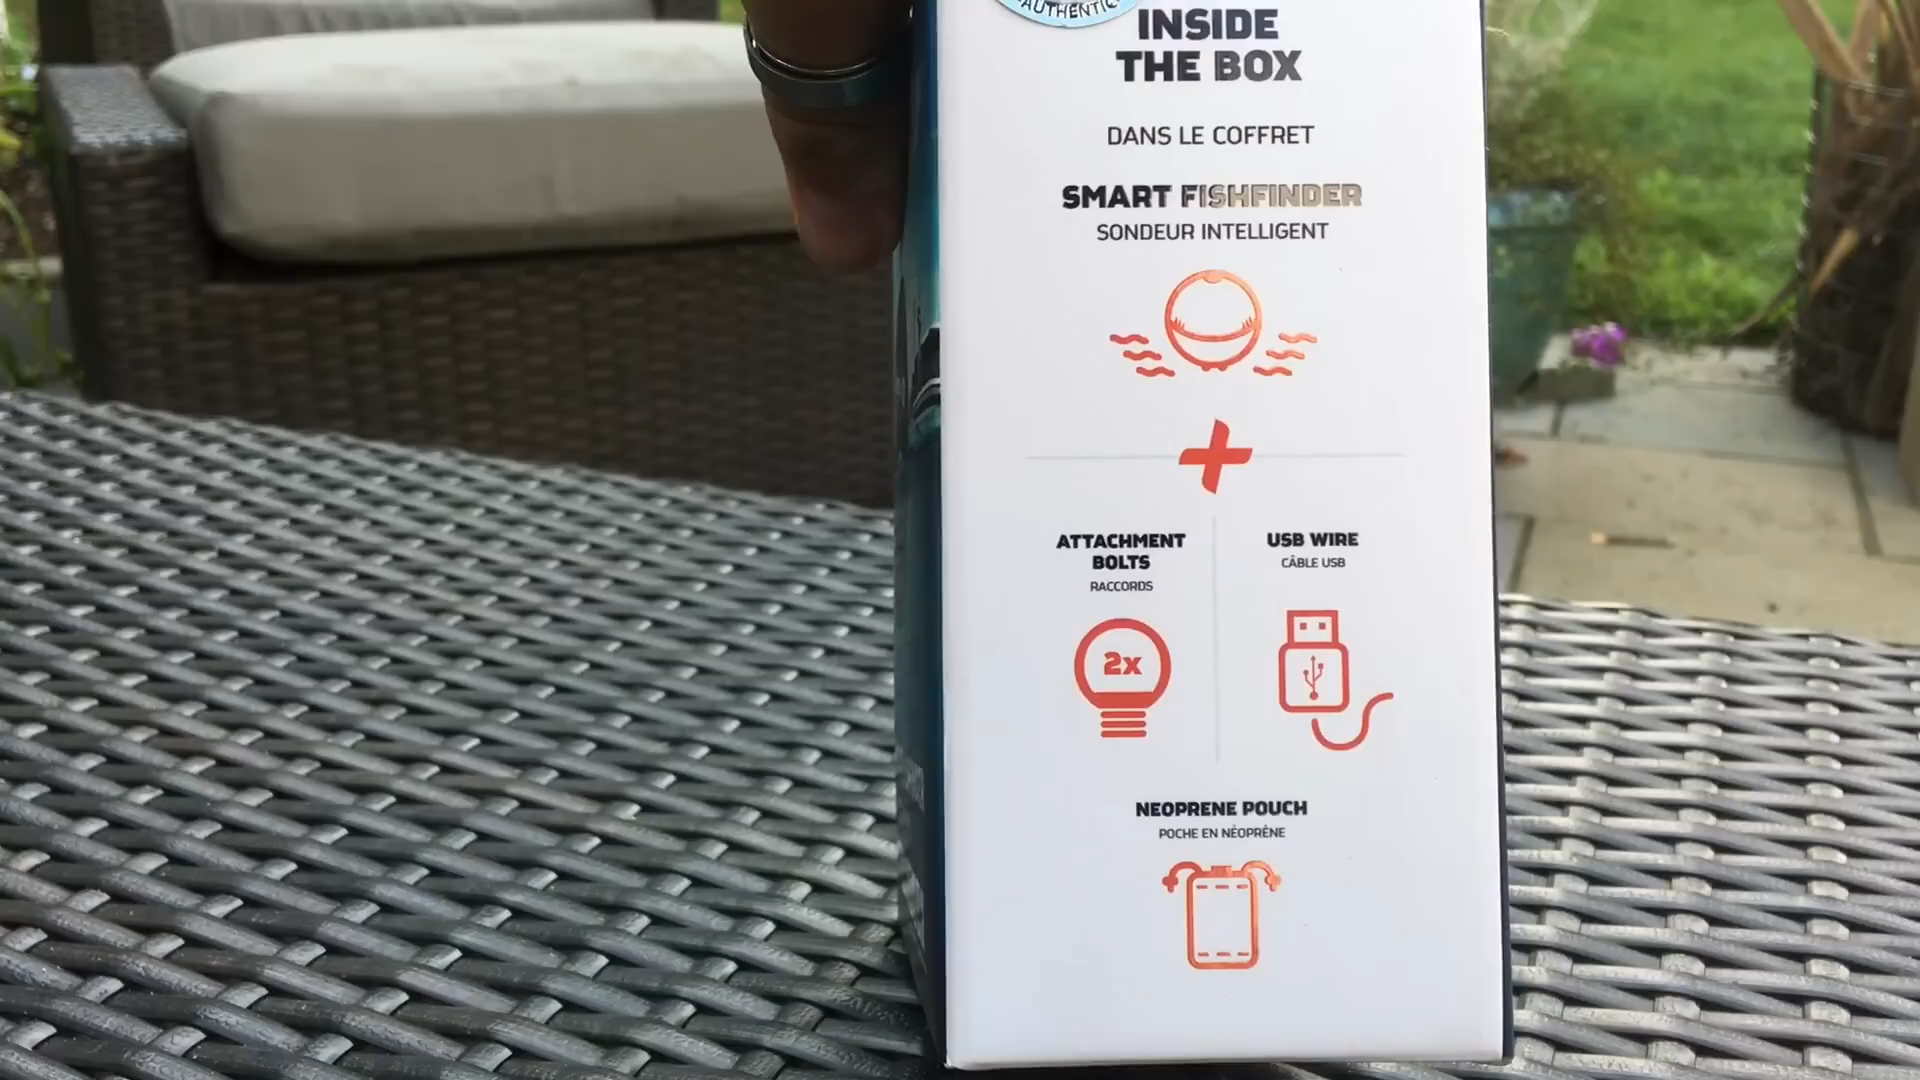 AUTHENTIC
INSIDE
THE BOX
DANS LE COFFRET
SMART FISHFINDER
SONDEUR INTELLIGENT
ATTACHMENT
BOLTS
RACCORDS
2x
USB WIRE
CÂBLE USB
NEOPRENE POUCH
POCHE EN NÉOPRÈNE